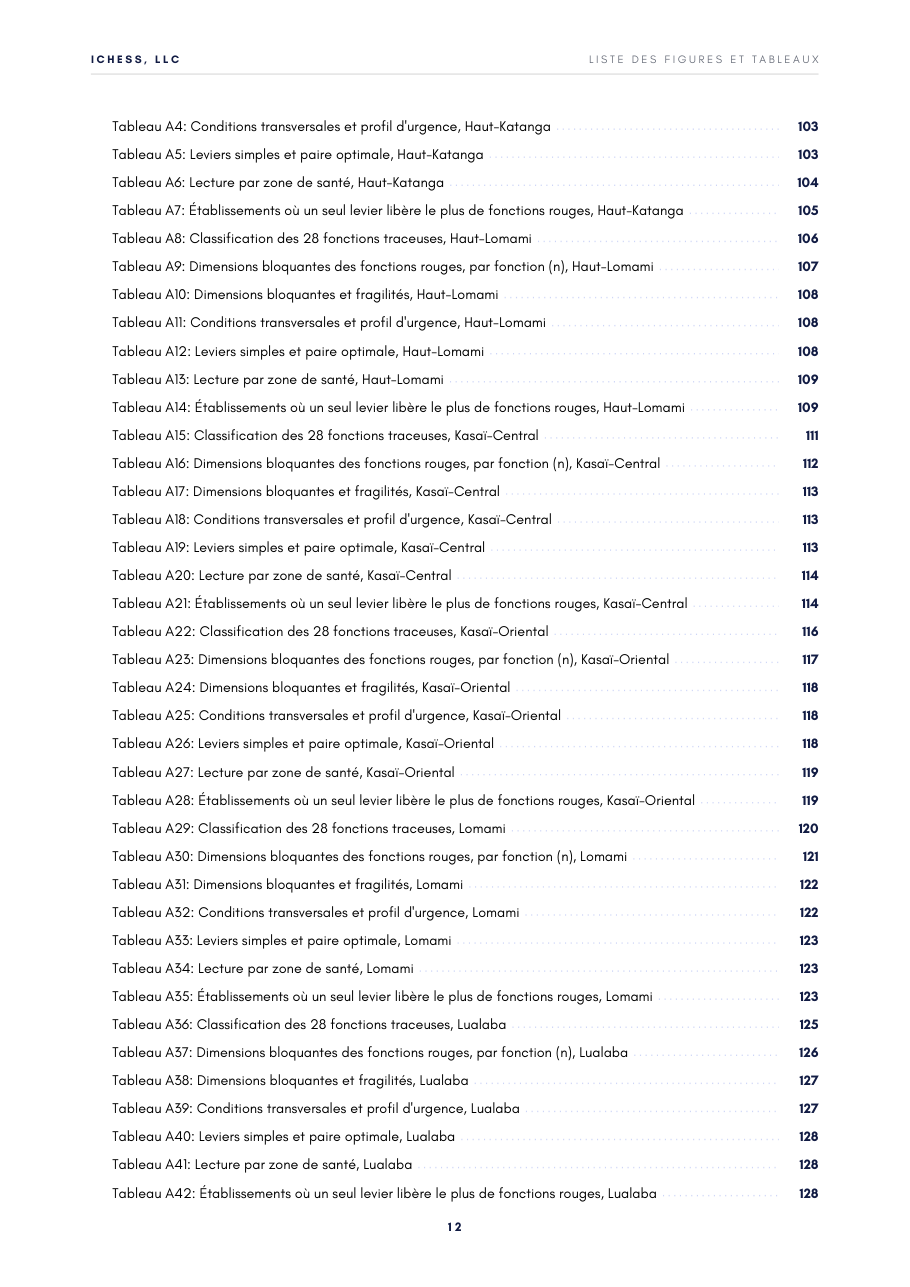 ICHESS, LLC
LISTE DES FIGURES ET TABLEAUX
Tableau A4: Conditions transversales et profil d'urgence, Haut-Katanga 103
Tableau A5: Leviers simples et paire optimale, Haut-Katanga 103
Tableau A6: Lecture par zone de santé, Haut-Katanga 104
Tableau A7: Établissements où un seul levier libère le plus de fonctions rouges, Haut-Katanga 105
Tableau A8: Classification des 28 fonctions traceuses, Haut-Lomami 106
Tableau A9: Dimensions bloquantes des fonctions rouges, par fonction (n), Haut-Lomami 107
Tableau A10: Dimensions bloquantes et fragilités, Haut-Lomami 108
Tableau A11: Conditions transversales et profil d'urgence, Haut-Lomami 108
Tableau A12: Leviers simples et paire optimale, Haut-Lomami 108
Tableau A13: Lecture par zone de santé, Haut-Lomami 109
Tableau A14: Établissements où un seul levier libère le plus de fonctions rouges, Haut-Lomami 109
Tableau A15: Classification des 28 fonctions traceuses, Kasaï-Central 111
Tableau A16: Dimensions bloquantes des fonctions rouges, par fonction (n), Kasaï-Central 112
Tableau A17: Dimensions bloquantes et fragilités, Kasaï-Central 113
Tableau A18: Conditions transversales et profil d'urgence, Kasaï-Central 113
Tableau A19: Leviers simples et paire optimale, Kasaï-Central 113
Tableau A20: Lecture par zone de santé, Kasaï-Central 114
Tableau A21: Établissements où un seul levier libère le plus de fonctions rouges, Kasaï-Central 114
Tableau A22: Classification des 28 fonctions traceuses, Kasaï-Oriental 116
Tableau A23: Dimensions bloquantes des fonctions rouges, par fonction (n), Kasaï-Oriental 117
Tableau A24: Dimensions bloquantes et fragilités, Kasaï-Oriental 118
Tableau A25: Conditions transversales et profil d'urgence, Kasaï-Oriental 118
Tableau A26: Leviers simples et paire optimale, Kasaï-Oriental 118
Tableau A27: Lecture par zone de santé, Kasaï-Oriental 119
Tableau A28: Établissements où un seul levier libère le plus de fonctions rouges, Kasaï-Oriental 119
Tableau A29: Classification des 28 fonctions traceuses, Lomami 120
Tableau A30: Dimensions bloquantes des fonctions rouges, par fonction (n), Lomami 121
Tableau A31: Dimensions bloquantes et fragilités, Lomami 122
Tableau A32: Conditions transversales et profil d'urgence, Lomami 122
Tableau A33: Leviers simples et paire optimale, Lomami 123
Tableau A34: Lecture par zone de santé, Lomami 123
Tableau A35: Établissements où un seul levier libère le plus de fonctions rouges, Lomami 123
Tableau A36: Classification des 28 fonctions traceuses, Lualaba 125
Tableau A37: Dimensions bloquantes des fonctions rouges, par fonction (n), Lualaba 126
Tableau A38: Dimensions bloquantes et fragilités, Lualaba 127
Tableau A39: Conditions transversales et profil d'urgence, Lualaba 127
Tableau A40: Leviers simples et paire optimale, Lualaba 128
Tableau A41: Lecture par zone de santé, Lualaba 128
Tableau A42: Établissements où un seul levier libère le plus de fonctions rouges, Lualaba 128
12